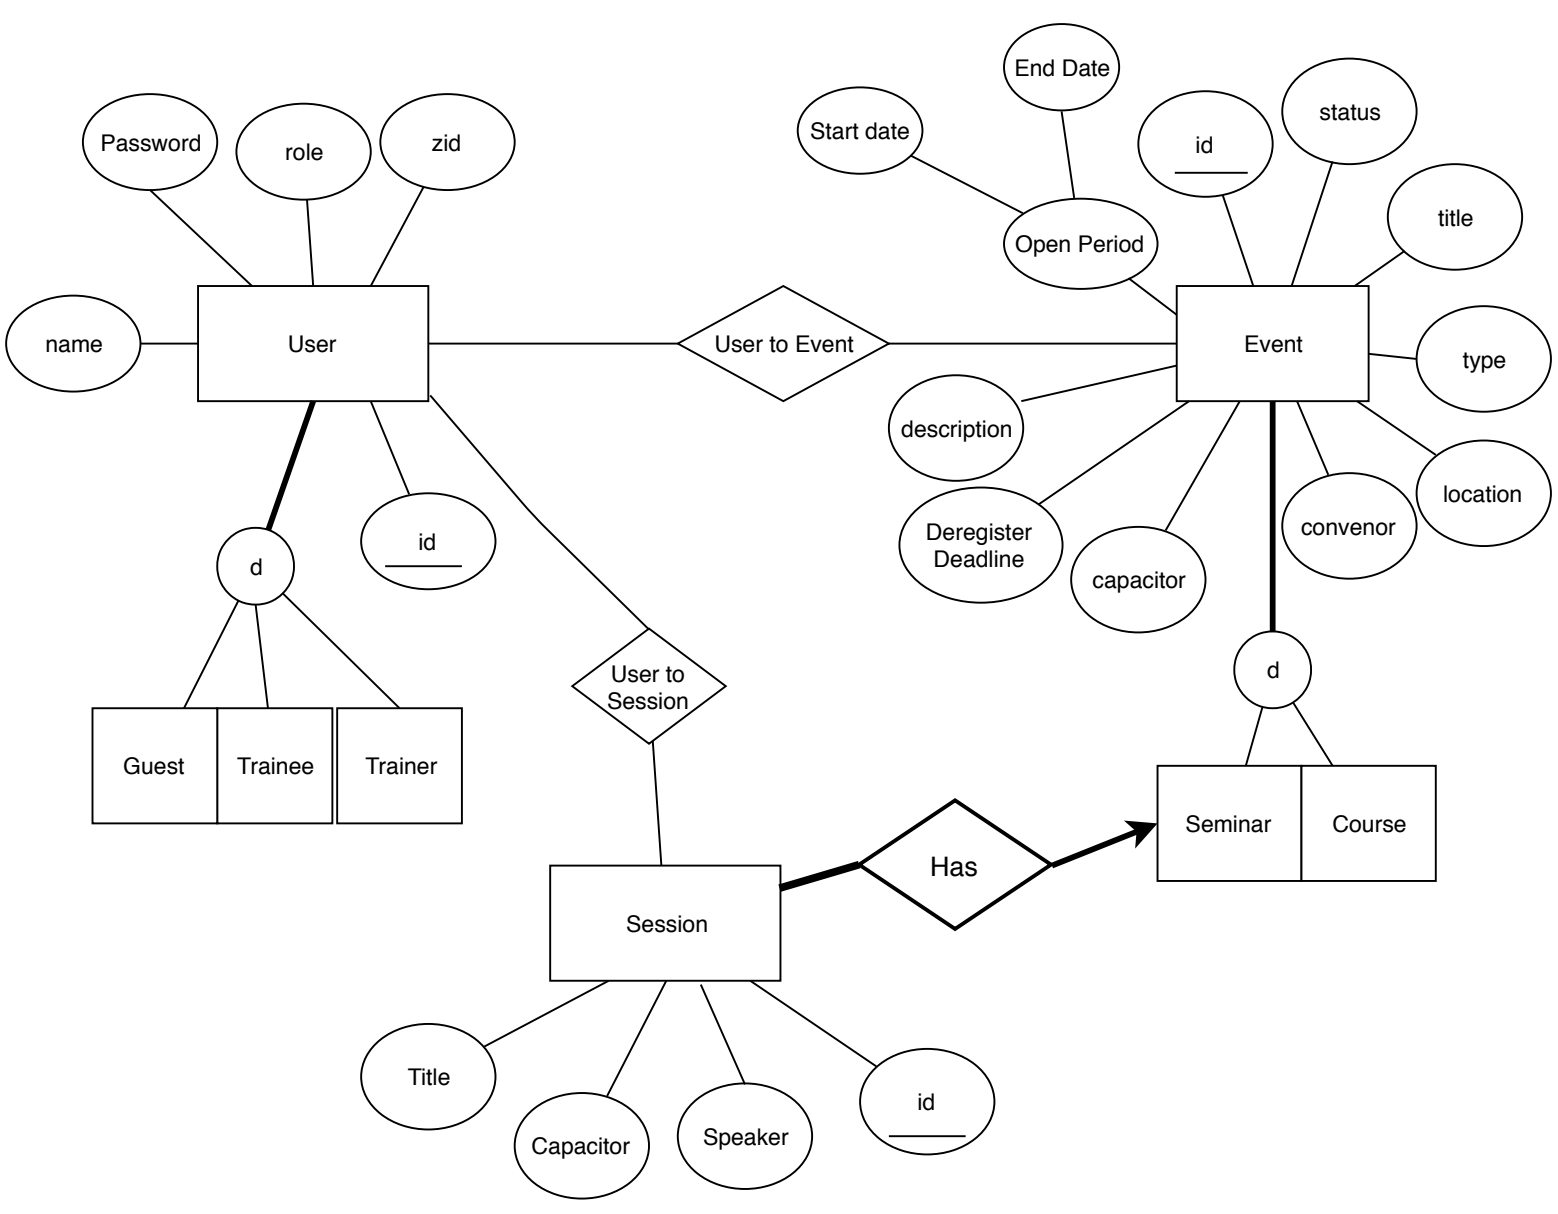 End Date
Start date
status
id
Password
role
zid
title
Open Period
name
User
User to Event
Event
type
description
location
convenor
Deregister
Deadline
id
capacitor
d
User to
Session
d
Guest
Trainee
Trainer
Seminar
Course
Has
Session
Title
id
Speaker
Capacitor